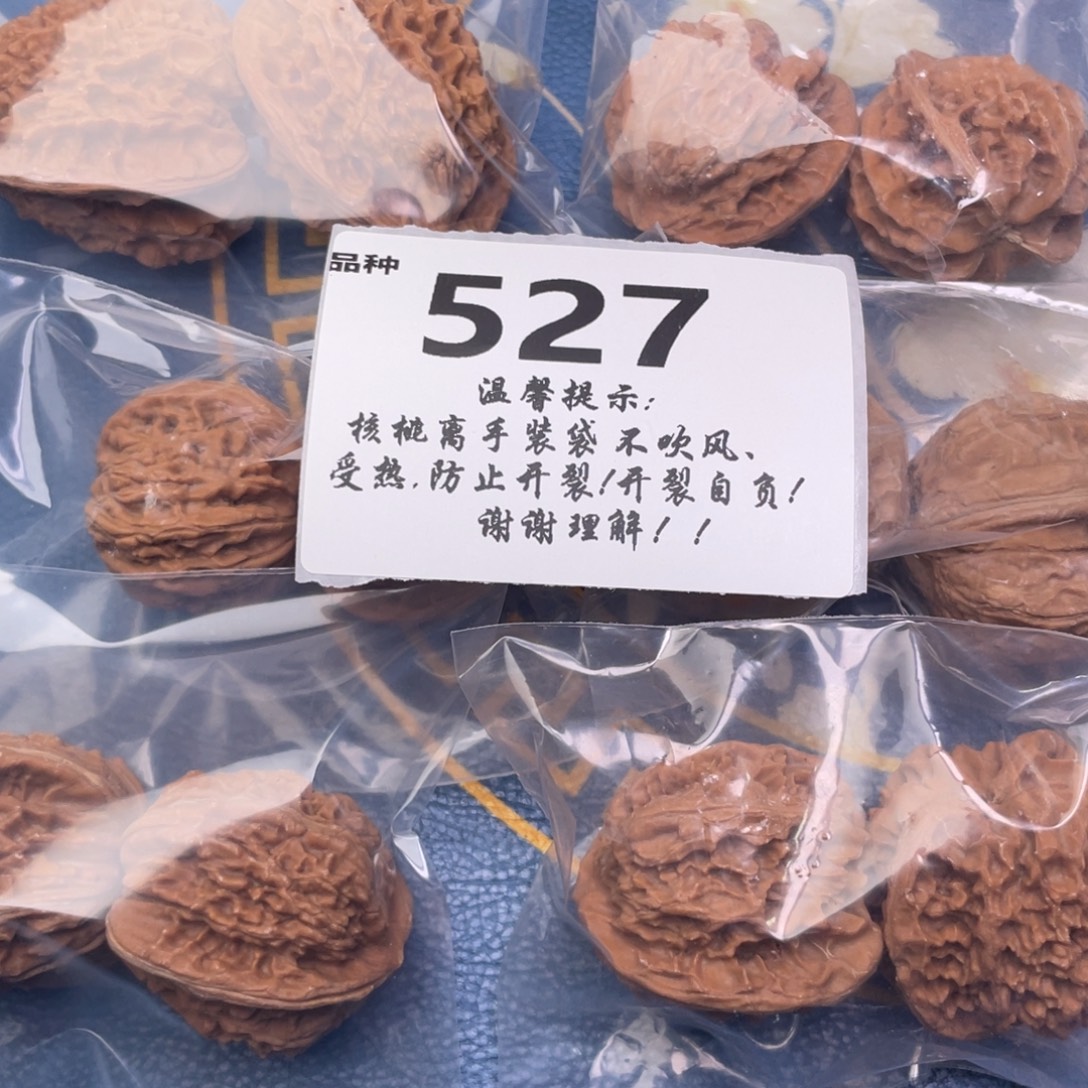 品种
527
温馨提示:
核桃离手装袋不吹风、
受热,防止开裂!开裂自负!
谢谢理解!!